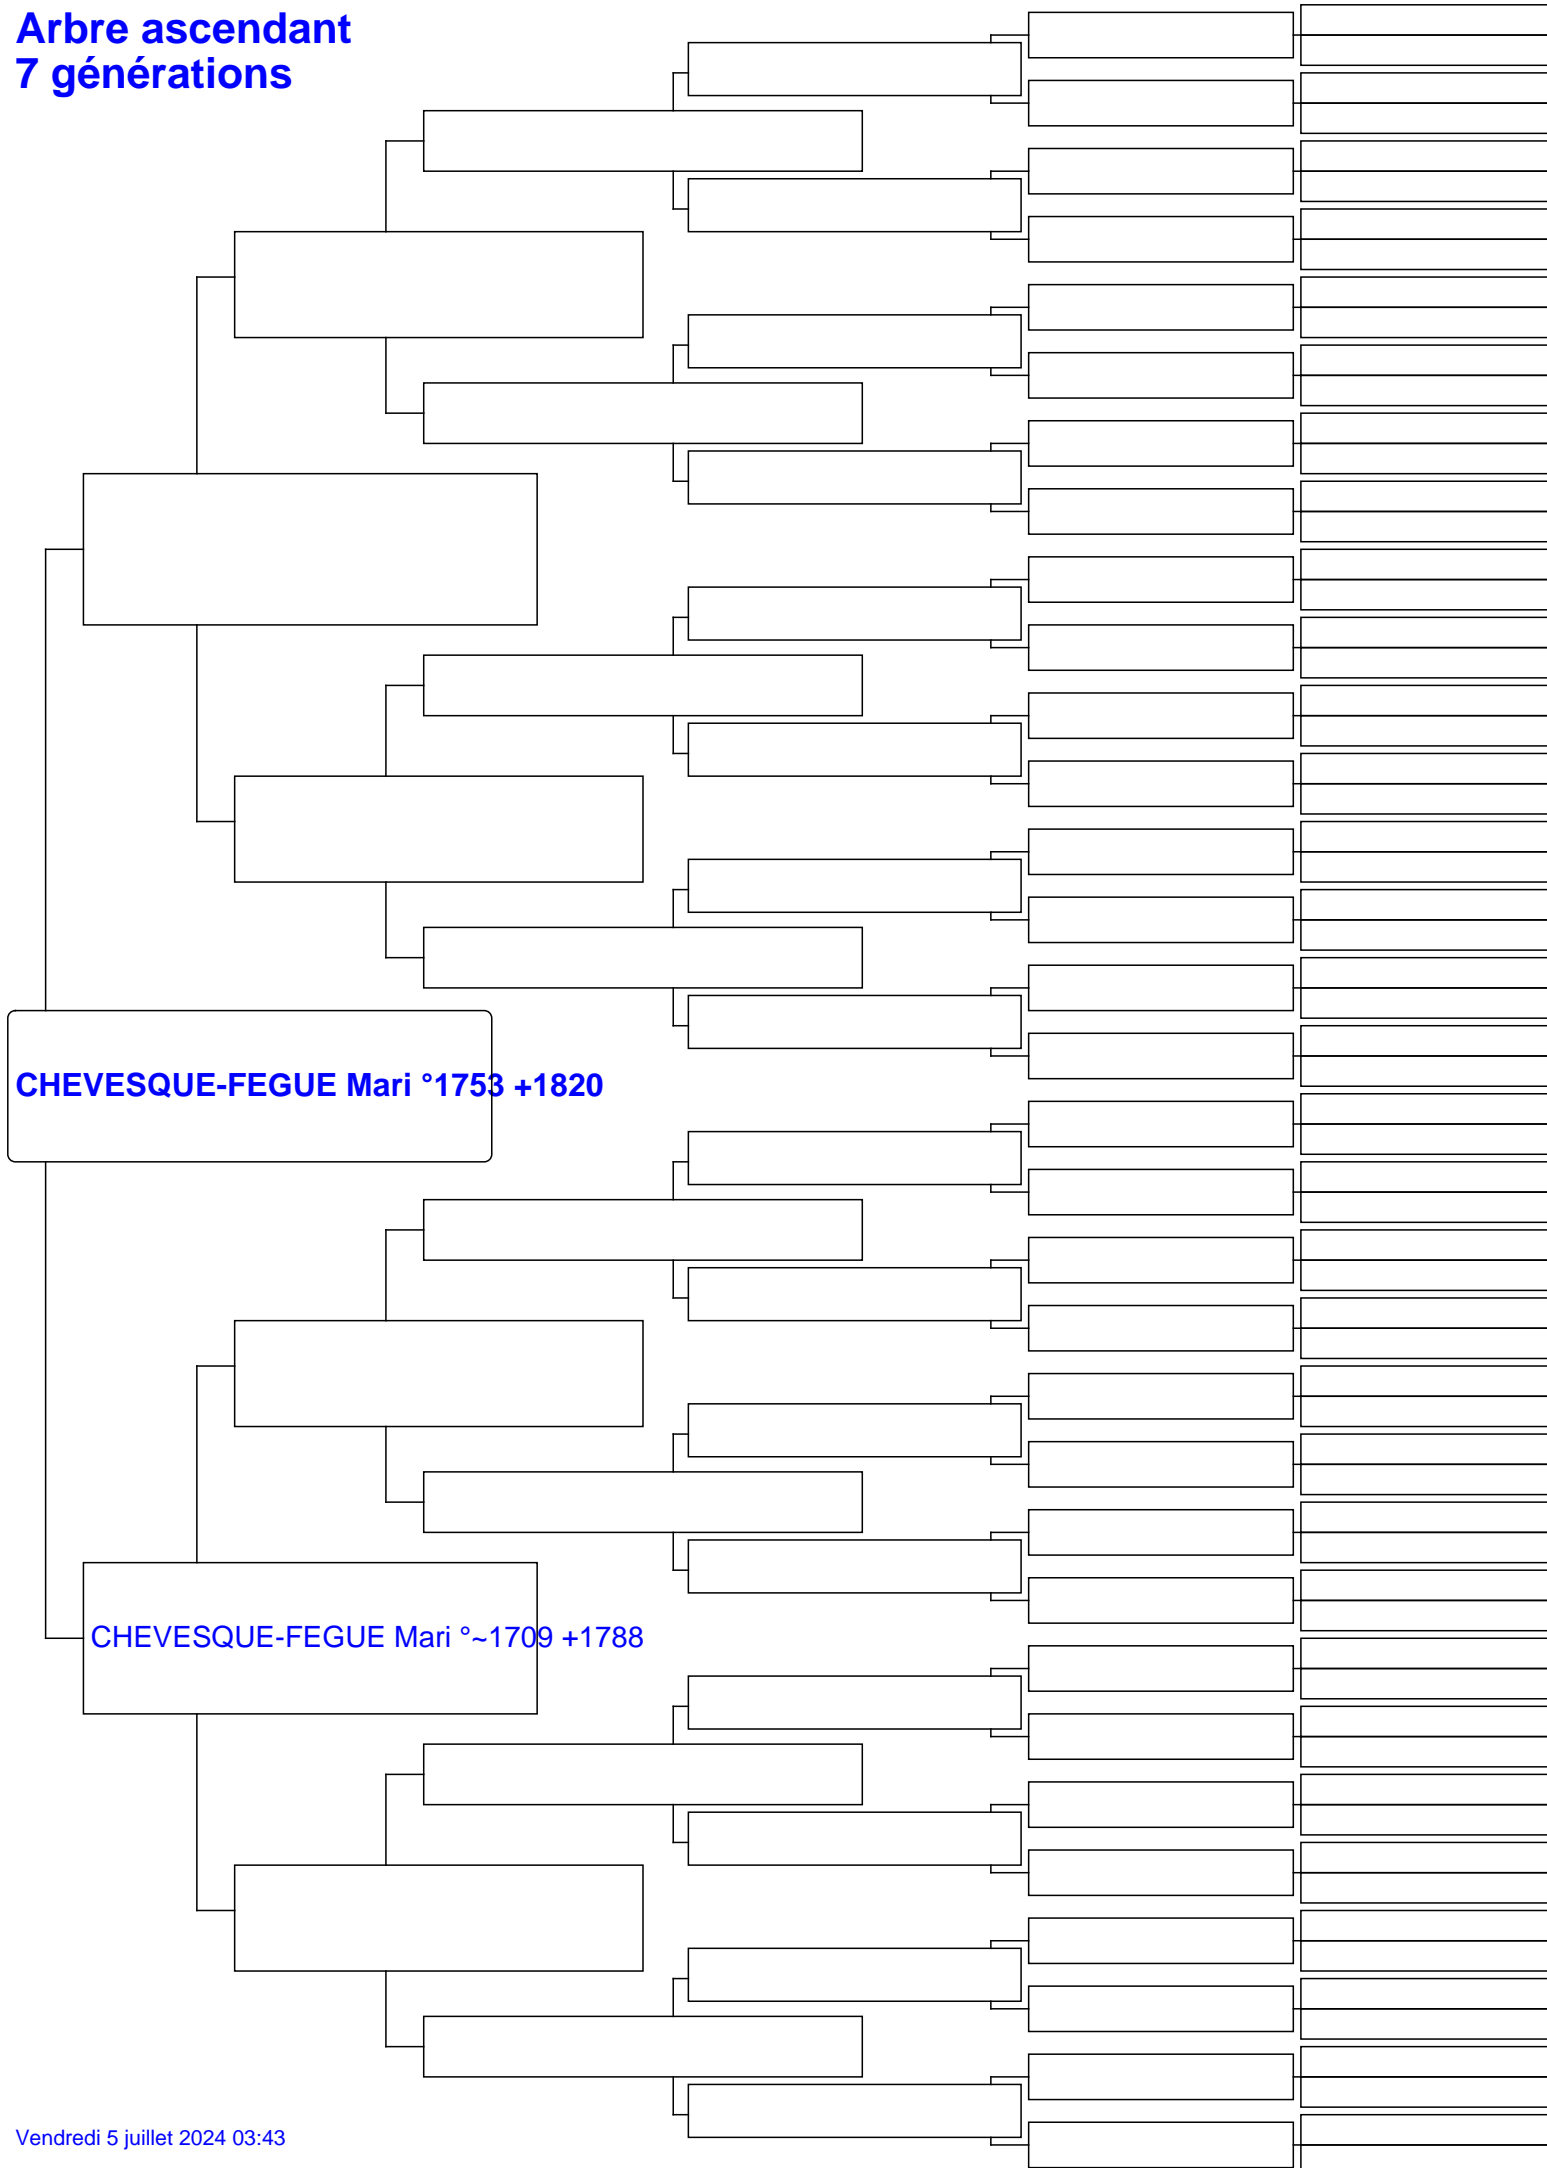 Arbre ascendant
7 générations
CHEVESQUE-FEGUE Mari °1753 +1820
CHEVESQUE-FEGUE Mari °~1709 +1788
Vendredi 5 juillet 2024 03:43